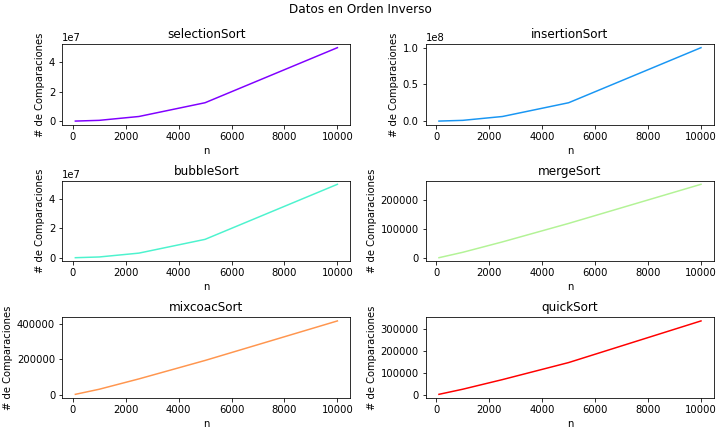 Datos en Orden Inverso
selectionSort
1e7
# de Comparaciones
4
2
0
0 2000 4000 6000 8000 10000
n
insertionSort
1e8
# de Comparaciones
1.0
0.5
0.0
0 2000 4000 6000 8000 10000
n
bubbleSort
1e7
# de Comparaciones
4
2
0
0 2000 4000 6000 8000 10000
n
mergeSort
# de Comparaciones
200000
100000
0
0 2000 4000 6000 8000 10000
n
mixcoacSort
# de Comparaciones
400000
200000
0
0 2000 4000 6000 8000 10000
n
quickSort
# de Comparaciones
300000
200000
100000
0
0 2000 4000 6000 8000 10000
n